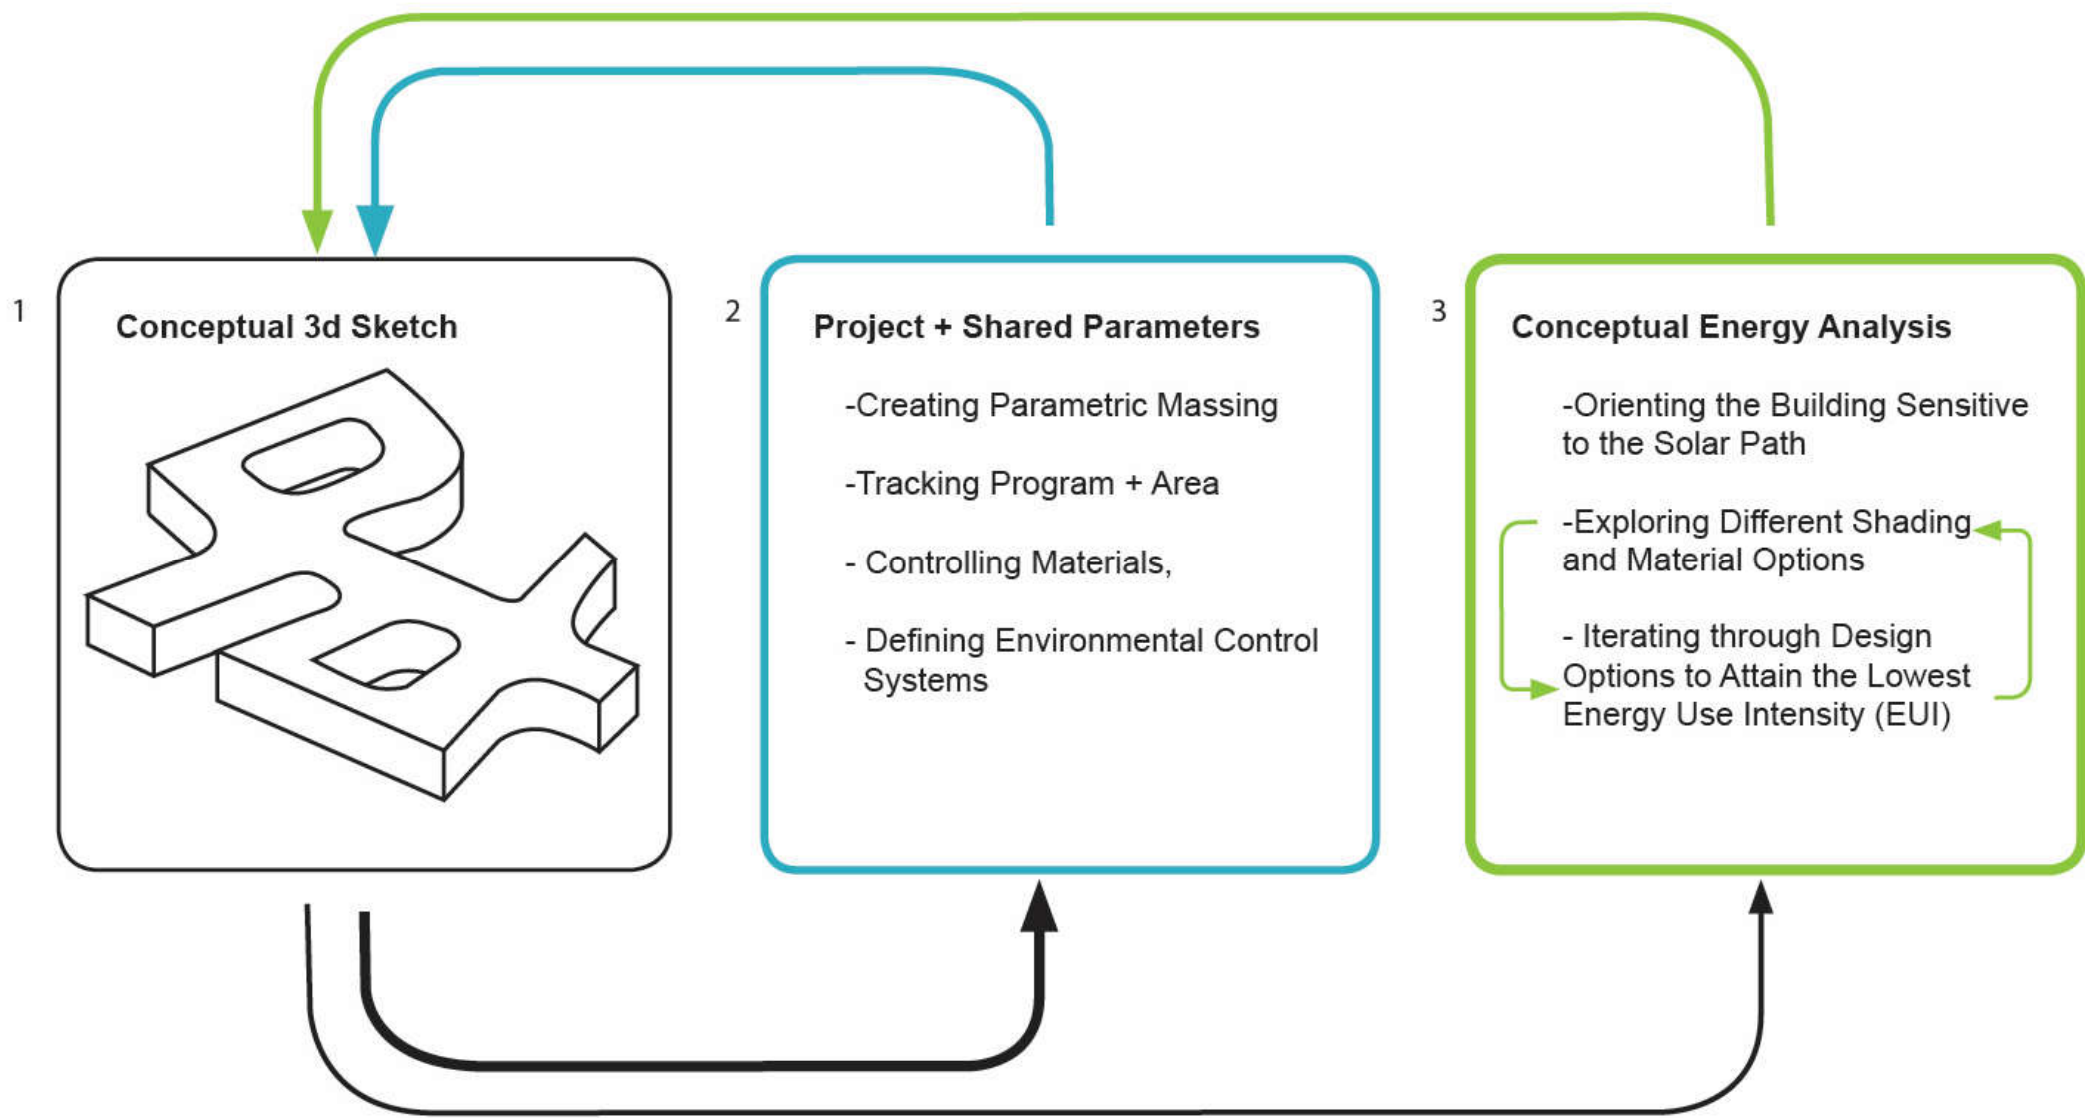 1
Conceptual 3d Sketch
2
Project + Shared Parameters
-Creating Parametric Massing
-Tracking Program + Area
- Controlling Materials,
- Defining Environmental Control
Systems
3
Conceptual Energy Analysis
-Orienting the Building Sensitive
to the Solar Path
-Exploring Different Shading
and Material Options
- Iterating through Design
Options to Attain the Lowest
Energy Use Intensity (EUI)